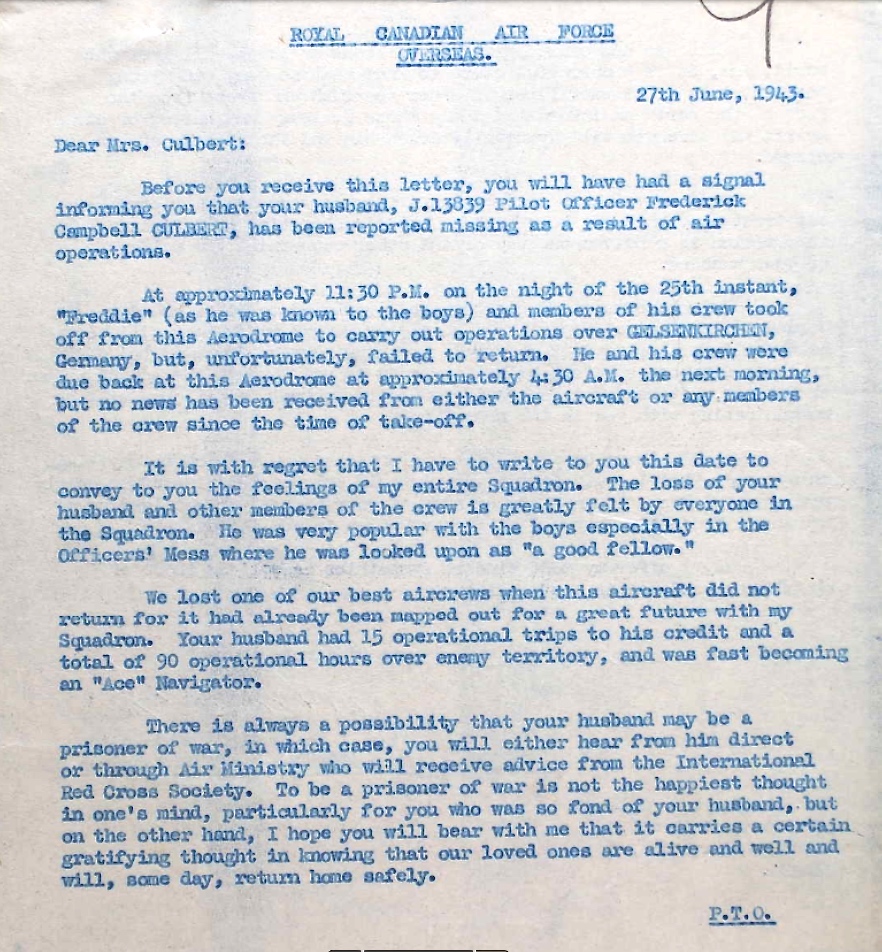 ROYAL CANADIAN AIR FORCE
OVERSEAS.
27th June, 1943.
Dear Mrs. Culbert:
Before you receive this letter, you will have had a signal
informing you that your husband, J.13839 Pilot Officer Frederick
Campbell CULBERT, has been reported missing as a result of air
operations.
At approximately 11:30 P.M. on the night of the 25th instant,
"Freddie" (as he was known to the boys) and members of his crew took
off from this Aerodrome to carry out operations over GELSENKIRCHEN,
Germany, but, unfortunately, failed to return. He and his crew were
due back at this Aerodrome at approximately 4:30 A.M. the next morning,
but no news has been received from either the aircraft or any members
of the crew since the time of take-off.
It is with regret that I have to write to you this date to
convey to you the feelings of my entire Squadron. The loss of your
husband and other members of the crew is greatly felt by everyone in
the Squadron. He was very popular with the boys especially in the
Officers' Mess where he was looked upon as "a good fellow."
We lost one of our best aircrews when this aircraft did not
return for it had already been mapped out for a great future with my
Squadron. Your husband had 15 operational trips to his credit and a
total of 90 operational hours over enemy territory, and was fast becoming
an "Ace" Navigator.
There is always a possibility that your husband may be a
prisoner of war, in which case, you will either hear from him direct
or through Air Ministry who will receive advice from the International
Red Cross Society. To be a prisoner of war is not the happiest thought
in one's mind, particularly for you who was so fond of your husband, but
on the other hand, I hope you will bear with me that it carries a certain
gratifying thought in knowing that our loved ones are alive and well and
will, some day, return home safely.
P.T.O.